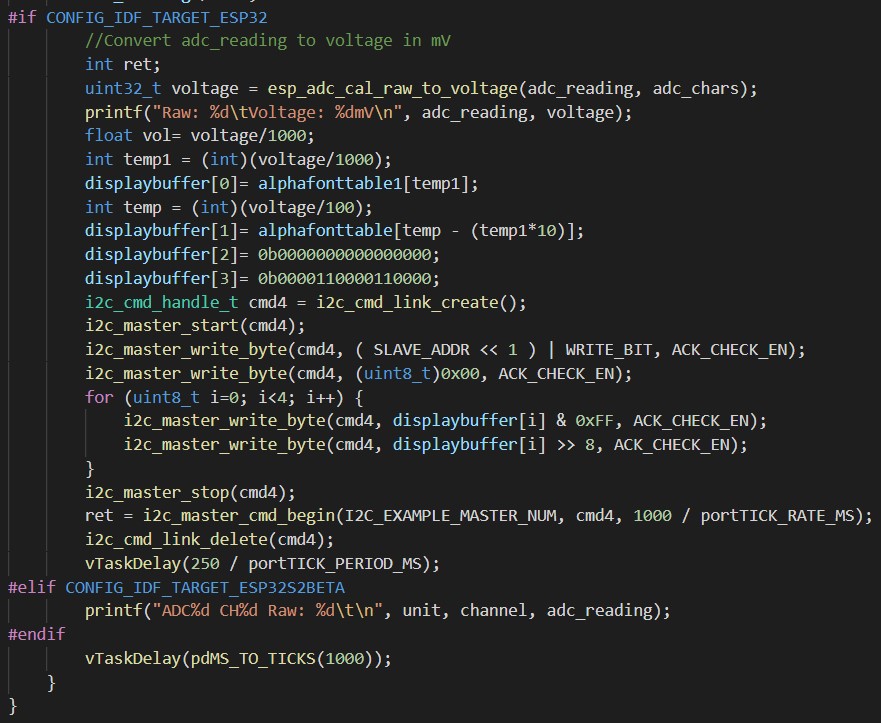 #if CONFIG_IDF_TARGET_ESP32
//Convert adc_reading to voltage in mV
int ret;
uint32_t voltage = esp_adc_cal_raw_to_voltage(adc_reading, adc_chars);
printf("Raw: %d\tVoltage: %dmV\n", adc_reading, voltage);
float vol= voltage/1000;
int temp1 = (int)(voltage/1000);
displaybuffer[0]= alphafonttable1[temp1];
int temp = (int)(voltage/100);
displaybuffer[1]= alphafonttable[temp - (temp1*10)];
displaybuffer[2]= 0b0000000000000000;
displaybuffer[3]= 0b0000110000110000;
i2c_cmd_handle_t cmd4 = i2c_cmd_link_create();
i2c_master_start(cmd4);
i2c_master_write_byte(cmd4, ( SLAVE_ADDR << 1 ) | WRITE_BIT, ACK_CHECK_EN);
i2c_master_write_byte(cmd4, (uint8_t)0x00, ACK_CHECK_EN);
for (uint8_t i=0; i<4; i++) {
i2c_master_write_byte(cmd4, displaybuffer[i] & 0xFF, ACK_CHECK_EN);
i2c_master_write_byte(cmd4, displaybuffer[i] >> 8, ACK_CHECK_EN);
}
i2c_master_stop(cmd4);
ret = i2c_master_cmd_begin(I2C_EXAMPLE_MASTER_NUM, cmd4, 1000 / portTICK_RATE_MS);
i2c_cmd_link_delete(cmd4);
vTaskDelay(250 / portTICK_PERIOD_MS);
#elif CONFIG_IDF_TARGET_ESP32S2BETA
printf("ADC%d CH%d Raw: %d\t\n", unit, channel, adc_reading);
#endif
vTaskDelay(pdMS_TO_TICKS(1000));
}
}